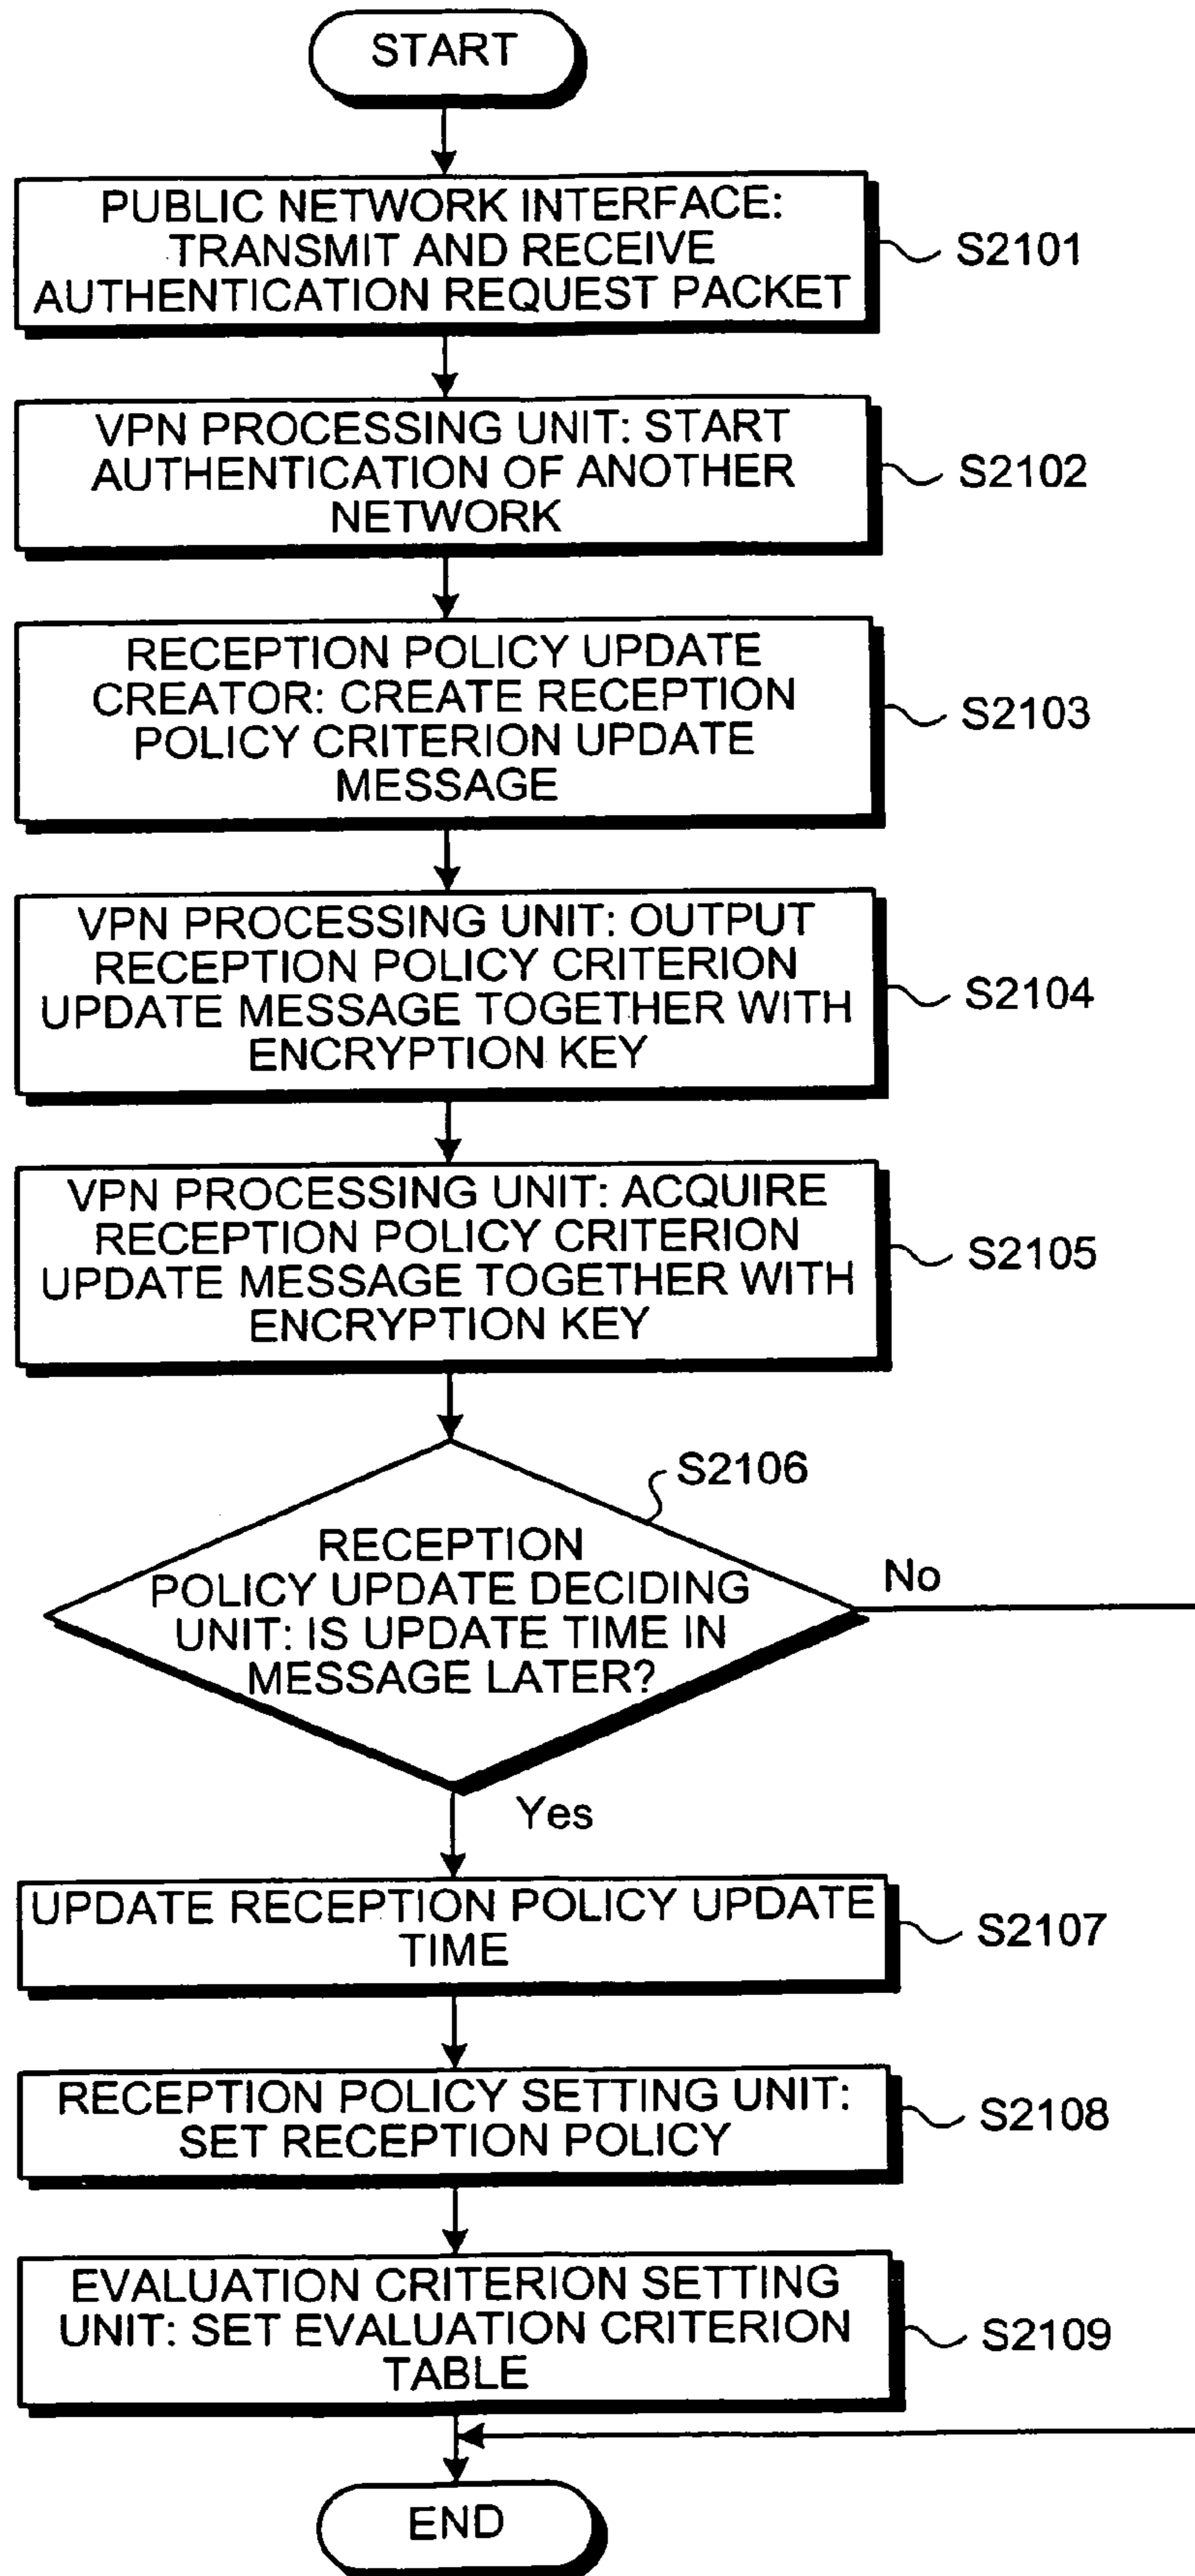 START
PUBLIC NETWORK INTERFACE:
TRANSMIT AND RECEIVE
AUTHENTICATION REQUEST PACKET
S2101
VPN PROCESSING UNIT: START
AUTHENTICATION OF ANOTHER
NETWORK
S2102
RECEPTION POLICY UPDATE
CREATOR: CREATE RECEPTION
POLICY CRITERION UPDATE
MESSAGE
S2103
VPN PROCESSING UNIT: OUTPUT
RECEPTION POLICY CRITERION
UPDATE MESSAGE TOGETHER WITH
ENCRYPTION KEY
S2104
VPN PROCESSING UNIT: ACQUIRE
RECEPTION POLICY CRITERION
UPDATE MESSAGE TOGETHER WITH
ENCRYPTION KEY
S2105
S2106
RECEPTION
POLICY UPDATE DECIDING
UNIT: IS UPDATE TIME IN
MESSAGE LATER?
No
Yes
UPDATE RECEPTION POLICY UPDATE
TIME
S2107
RECEPTION POLICY SETTING UNIT:
SET RECEPTION POLICY
S2108
EVALUATION CRITERION SETTING
UNIT: SET EVALUATION CRITERION
TABLE
S2109
END